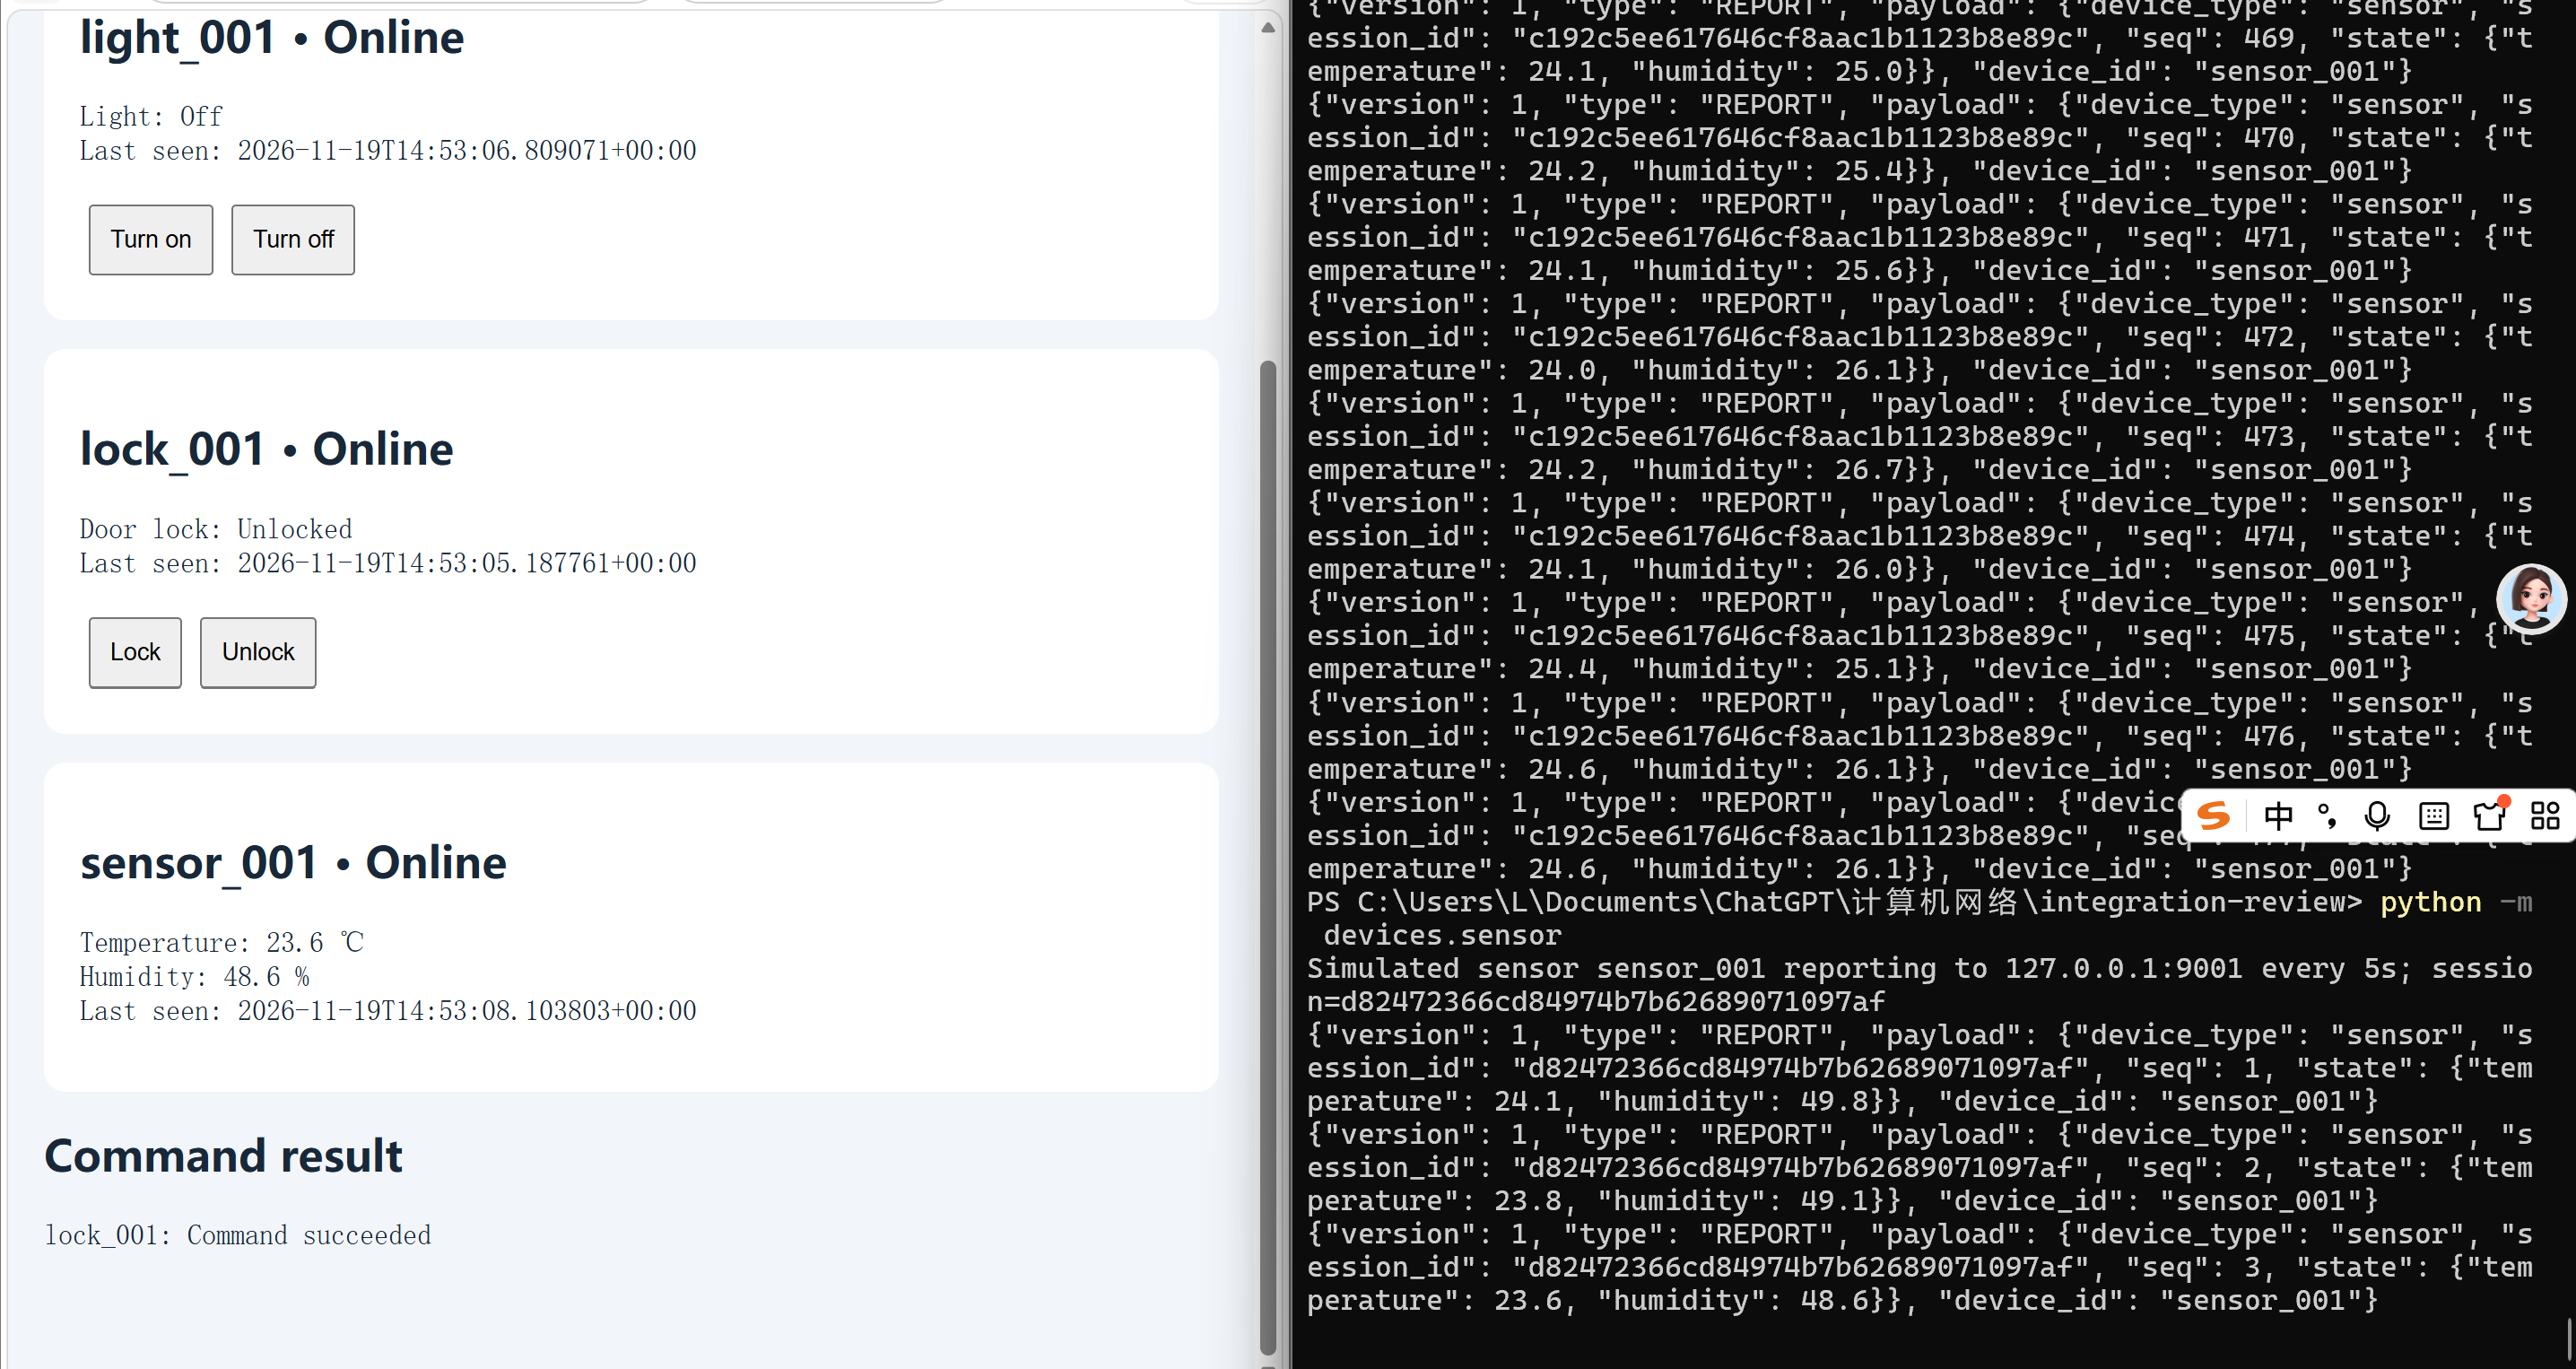 light_001 • Online
Light: Off
Last seen: 2026-11-19T14:53:06.809071+00:00
Turn on
Turn off
lock_001 • Online
Door lock: Unlocked
Last seen: 2026-11-19T14:53:05.187761+00:00
Lock
Unlock
sensor_001 • Online
Temperature: 23.6 ℃
Humidity: 48.6 %
Last seen: 2026-11-19T14:53:08.103803+00:00
Command result
lock_001: Command succeeded
{"version": 1, "type": "REPORT", "payload": {"device_type": "sensor", "s
ession_id": "c192c5ee617646cf8aac1b1123b8e89c", "seq": 469, "state": {"t
emperature": 24.1, "humidity": 25.0}}, "device_id": "sensor_001"}
{"version": 1, "type": "REPORT", "payload": {"device_type": "sensor", "s
ession_id": "c192c5ee617646cf8aac1b1123b8e89c", "seq": 470, "state": {"t
emperature": 24.2, "humidity": 25.4}}, "device_id": "sensor_001"}
{"version": 1, "type": "REPORT", "payload": {"device_type": "sensor", "s
ession_id": "c192c5ee617646cf8aac1b1123b8e89c", "seq": 471, "state": {"t
emperature": 24.1, "humidity": 25.6}}, "device_id": "sensor_001"}
{"version": 1, "type": "REPORT", "payload": {"device_type": "sensor", "s
ession_id": "c192c5ee617646cf8aac1b1123b8e89c", "seq": 472, "state": {"t
emperature": 24.0, "humidity": 26.1}}, "device_id": "sensor_001"}
{"version": 1, "type": "REPORT", "payload": {"device_type": "sensor", "s
ession_id": "c192c5ee617646cf8aac1b1123b8e89c", "seq": 473, "state": {"t
emperature": 24.2, "humidity": 26.7}}, "device_id": "sensor_001"}
{"version": 1, "type": "REPORT", "payload": {"device_type": "sensor", "s
ession_id": "c192c5ee617646cf8aac1b1123b8e89c", "seq": 474, "state": {"t
emperature": 24.1, "humidity": 26.0}}, "device_id": "sensor_001"}
{"version": 1, "type": "REPORT", "payload": {"device_type": "sensor",
ession_id": "c192c5ee617646cf8aac1b1123b8e89c", "seq": 475, "state": {"t
emperature": 24.4, "humidity": 25.1}}, "device_id": "sensor_001"}
{"version": 1, "type": "REPORT", "payload": {"device_type": "sensor", "s
ession_id": "c192c5ee617646cf8aac1b1123b8e89c", "seq": 476, "state": {"t
emperature": 24.6, "humidity": 26.1}}, "device_id": "sensor_001"}
{"version": 1, "type": "REPORT", "payload": {"device
ession_id": "c192c5ee617646cf8aac1b1123b8e89c", "seq
emperature": 24.6, "humidity": 26.1}}, "device_id": "sensor_001"}
PS C:\Users\L\Documents\ChatGPT\计算机网络\integration-review> python -m
devices.sensor
Simulated sensor sensor_001 reporting to 127.0.0.1:9001 every 5s; sessio
n=d82472366cd84974b7b62689071097af
{"version": 1, "type": "REPORT", "payload": {"device_type": "sensor", "s
ession_id": "d82472366cd84974b7b62689071097af", "seq": 1, "state": {"tem
perature": 24.1, "humidity": 49.8}}, "device_id": "sensor_001"}
{"version": 1, "type": "REPORT", "payload": {"device_type": "sensor", "s
ession_id": "d82472366cd84974b7b62689071097af", "seq": 2, "state": {"tem
perature": 23.8, "humidity": 49.1}}, "device_id": "sensor_001"}
{"version": 1, "type": "REPORT", "payload": {"device_type": "sensor", "s
ession_id": "d82472366cd84974b7b62689071097af", "seq": 3, "state": {"tem
perature": 23.6, "humidity": 48.6}}, "device_id": "sensor_001"}
S 中